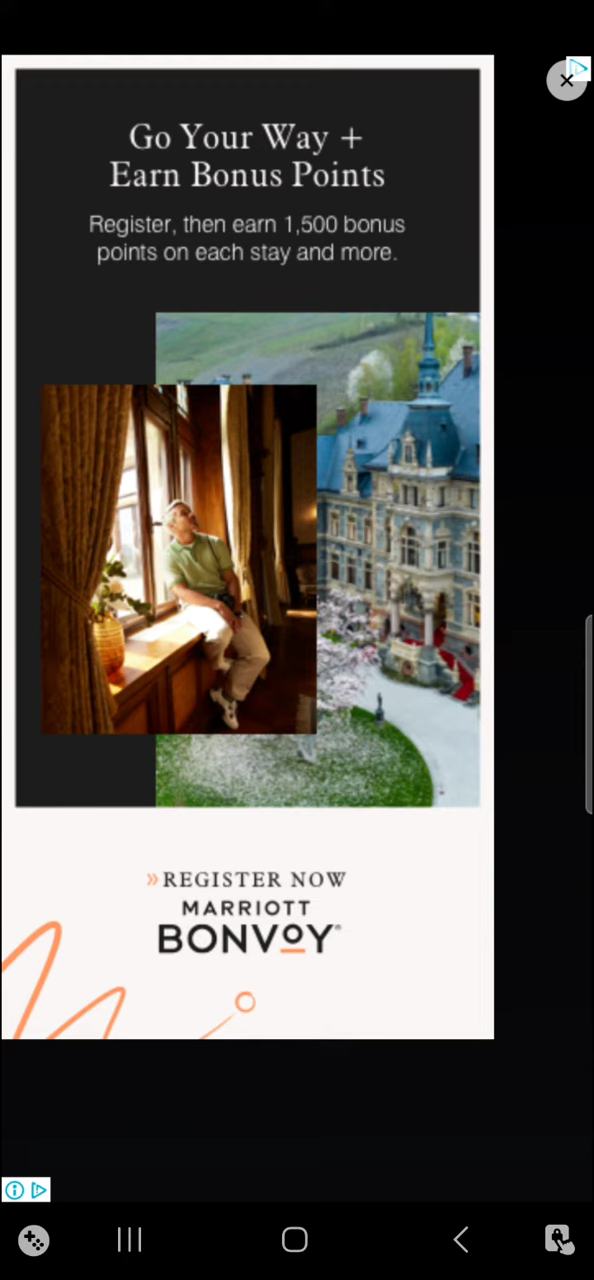 Go Your Way +
Earn Bonus Points
Register, then earn 1,500 bonus
points on each stay and more.
»REGISTER NOW
MARRIOTT
BONVOY®